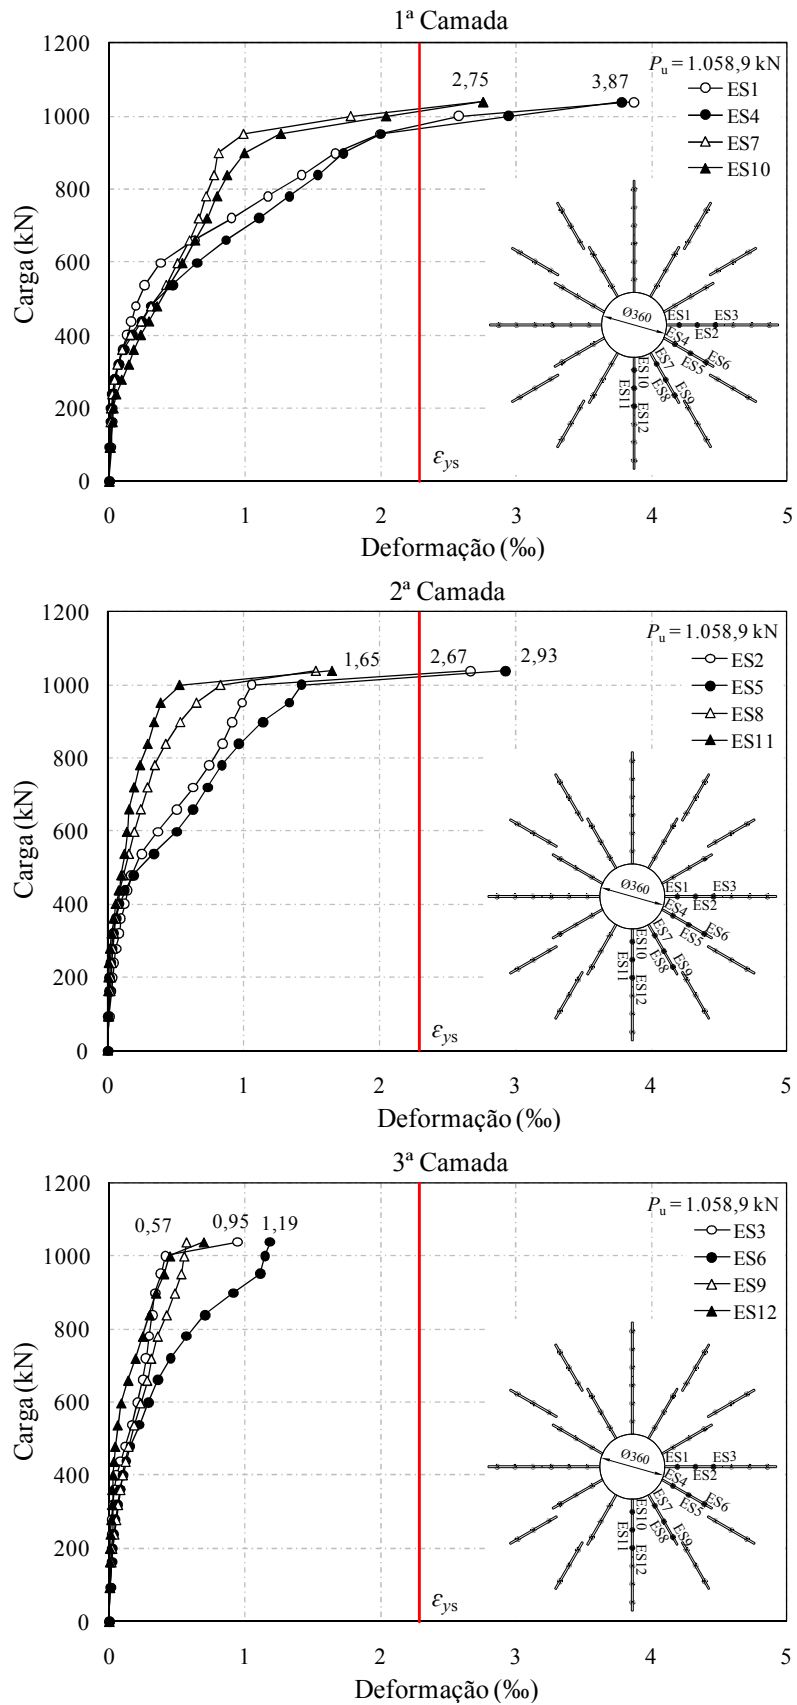 1ª Camada
1200
1000
800
600
400
200
0
Carga (kN)
2,75
3,87
P_u = 1.058,9 kN
ES1
ES4
ES7
ES10
Ø360
ES1
ES2
ES3
ES4
ES5
ES6
ES7
ES8
ES9
ES10
ES11
ES12
ε_ys
0 1 2 3 4 5
Deformação (‰)
2ª Camada
1200
1000
800
600
400
200
0
Carga (kN)
1,65
2,67
2,93
P_u = 1.058,9 kN
ES2
ES5
ES8
ES11
Ø360
ES1
ES2
ES3
ES4
ES5
ES6
ES7
ES8
ES9
ES10
ES11
ES12
ε_ys
0 1 2 3 4 5
Deformação (‰)
3ª Camada
1200
1000
800
600
400
200
0
Carga (kN)
0,57
0,95
1,19
P_u = 1.058,9 kN
ES3
ES6
ES9
ES12
Ø360
ES1
ES2
ES3
ES4
ES5
ES6
ES7
ES8
ES9
ES10
ES11
ES12
ε_ys
0 1 2 3 4 5
Deformação (‰)